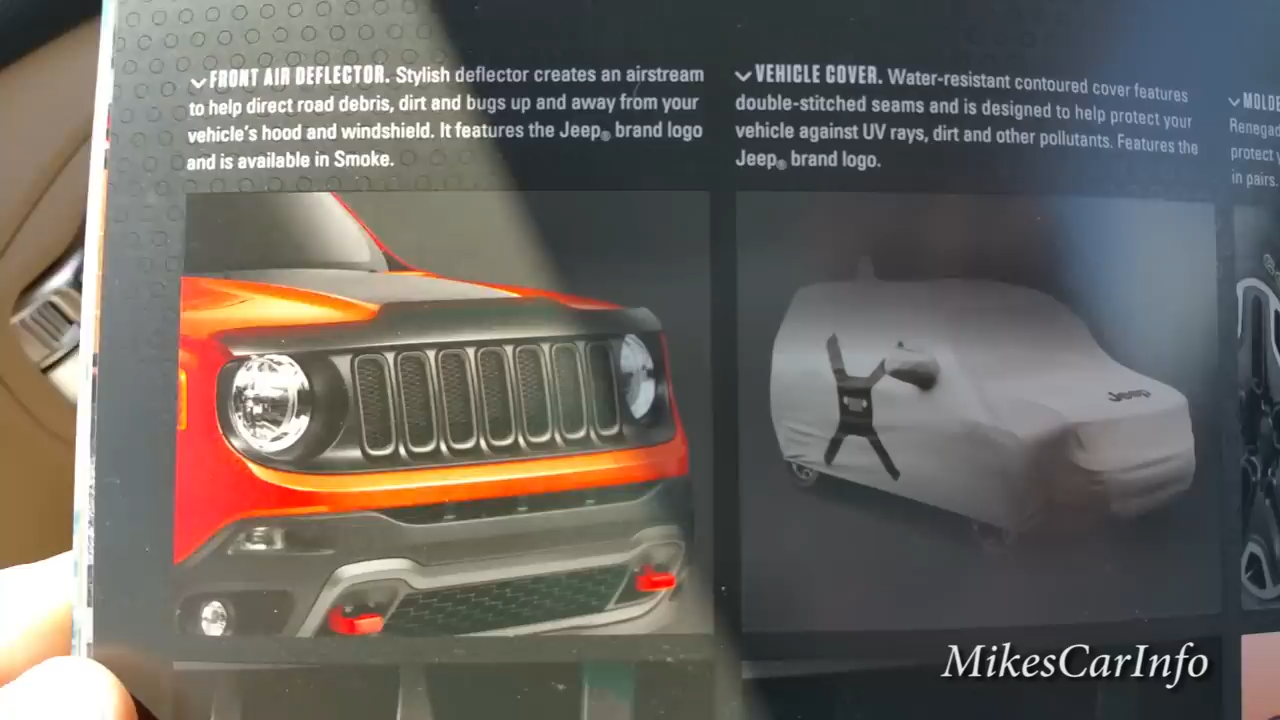 FRONT AIR DEFLECTOR. Stylish deflector creates an airstream
to help direct road debris, dirt and bugs up and away from your
vehicle's hood and windshield. It features the Jeep® brand logo
and is available in Smoke.
VEHICLE COVER. Water-resistant contoured cover features
double-stitched seams and is designed to help protect your
vehicle against UV rays, dirt and other pollutants. Features the
Jeep® brand logo.
protect
in pairs.
Jeep
MikesCarInfo